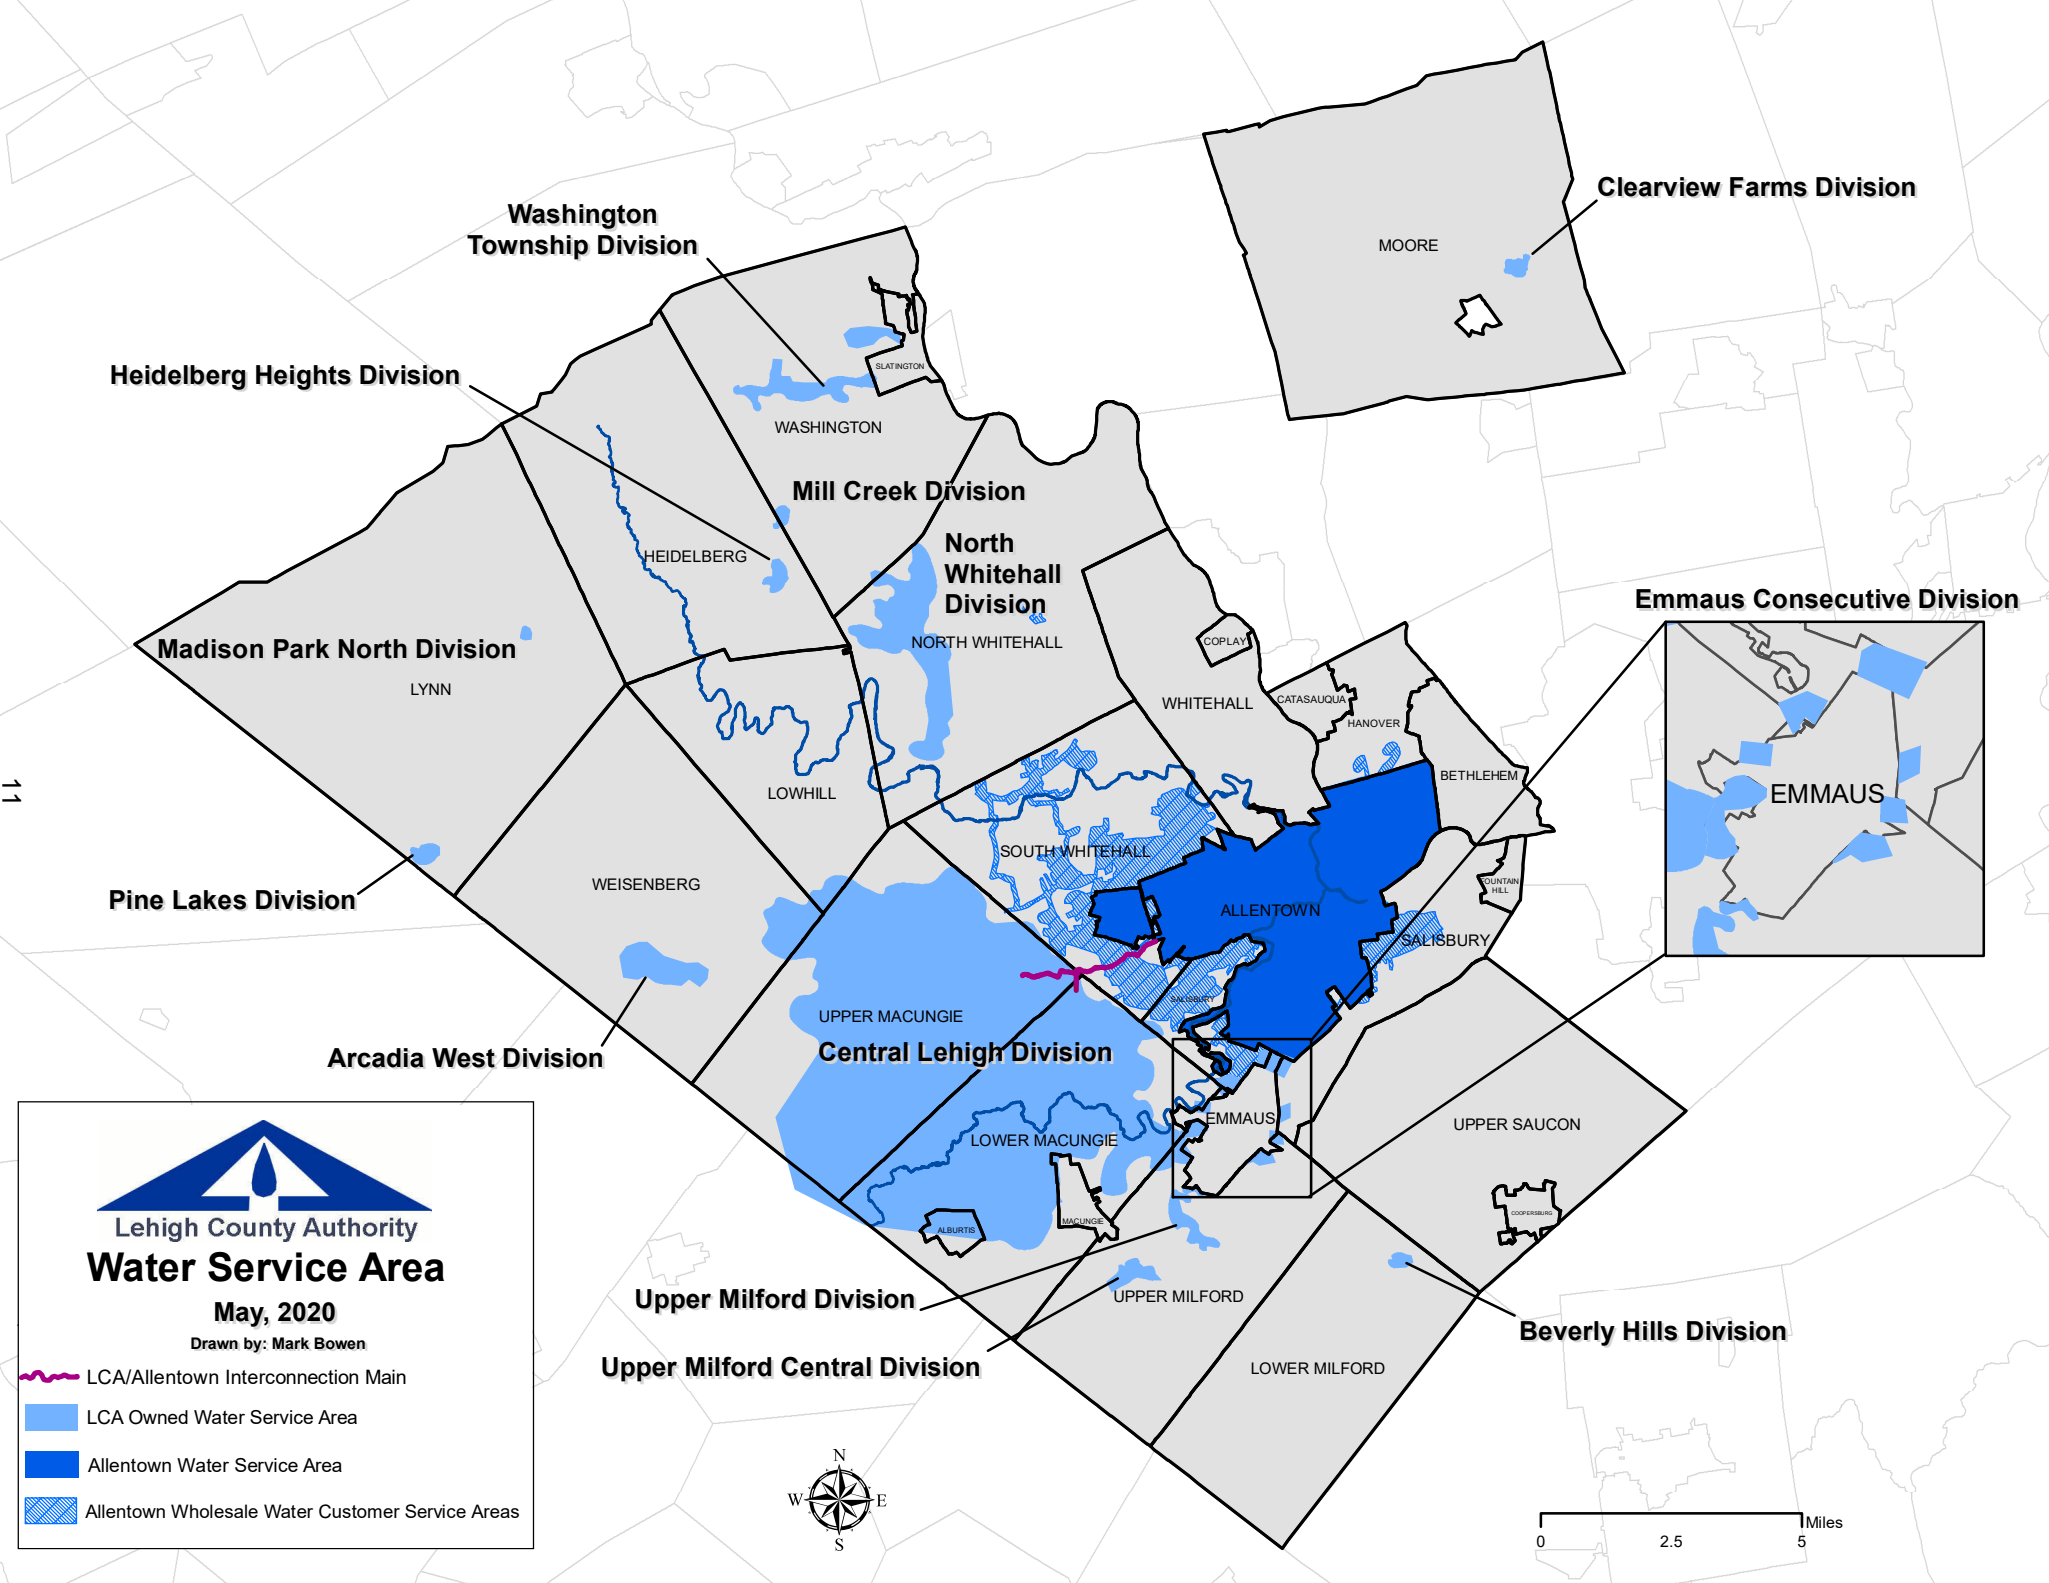 Clearview Farms Division
Washington
Township Division
MOORE
SLATINGTON
Heidelberg Heights Division
WASHINGTON
Mill Creek Division
North
Whitehall
Division
HEIDELBERG
Emmaus Consecutive Division
NORTH WHITEHALL
COPLAY
Madison Park North Division
LYNN
WHITEHALL
CATASAUQUA
HANOVER
BETHLEHEM
EMMAUS
LOWHILL
11
SOUTH WHITEHALL
WEISENBERG
FOUNTAIN
HILL
Pine Lakes Division
ALLENTOWN
SALISBURY
SALISBURY
UPPER MACUNGIE
Central Lehigh Division
Arcadia West Division
EMMAUS
LOWER MACUNGIE
UPPER SAUCON
COOPERSBURG
MACUNGIE
ALBURTIS
Upper Milford Division
UPPER MILFORD
Beverly Hills Division
Upper Milford Central Division
LOWER MILFORD
Lehigh County Authority
Water Service Area
May, 2020
Drawn by: Mark Bowen
LCA/Allentown Interconnection Main
LCA Owned Water Service Area
Allentown Water Service Area
Allentown Wholesale Water Customer Service Areas
N
W E
S
Miles
0 2.5 5